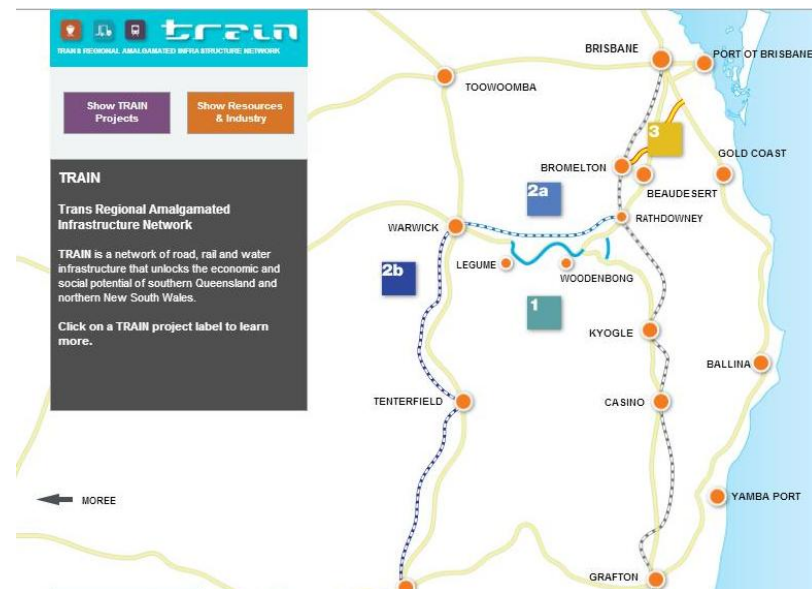 train
TRANS REGIONAL AMALGAMATED INFRA STRUCTURE NETWORK
Show TRAIN
Projects
Show Resources
& Industry
TRAIN
Trans Regional Amalgamated
Infrastructure Network
TRAIN is a network of road, rail and water
infrastructure that unlocks the economic and
social potential of southern Queensland and
northern New South Wales.
Click on a TRAIN project label to learn
more.
BRISBANE
PORT OT BRISBANE
TOOWOOMBA
3
GOLD COAST
BROMELTON
2a
BEAUDESERT
RATHDOWNEY
WARWICK
LEGUME
WOODENBONG
2b
1
KYOGLE
BALLINA
TENTERFIELD
CASINO
MOREE
YAMBA PORT
GRAFTON